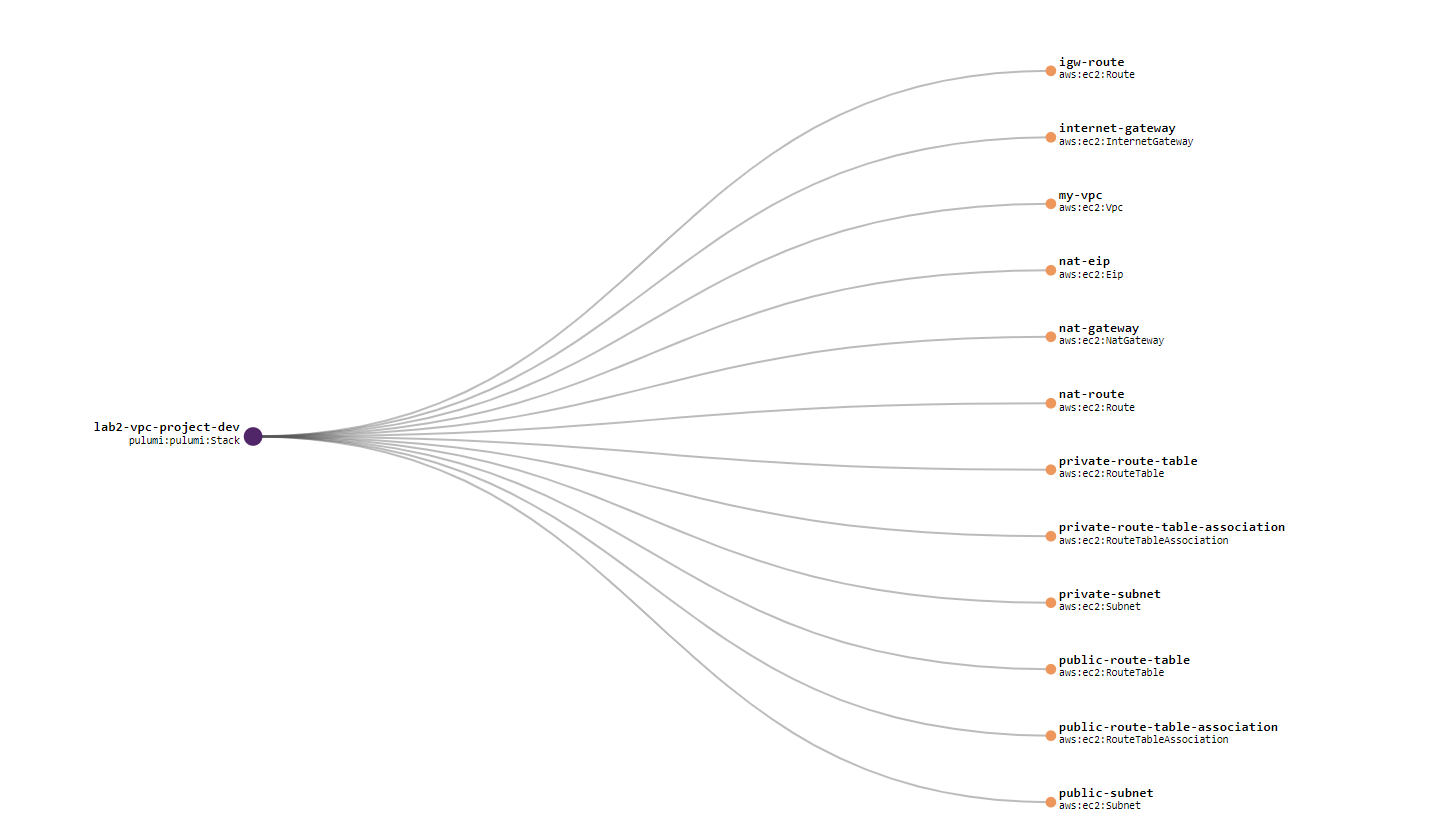 igw-route
aws:ec2:Route
internet-gateway
aws:ec2:InternetGateway
my-vpc
aws:ec2:Vpc
nat-eip
aws:ec2:Eip
nat-gateway
aws:ec2:NatGateway
nat-route
aws:ec2:Route
lab2-vpc-project-dev
pulumi:pulumi:Stack
private-route-table
aws:ec2:RouteTable
private-route-table-association
aws:ec2:RouteTableAssociation
private-subnet
aws:ec2:Subnet
public-route-table
aws:ec2:RouteTable
public-route-table-association
aws:ec2:RouteTableAssociation
public-subnet
aws:ec2:Subnet